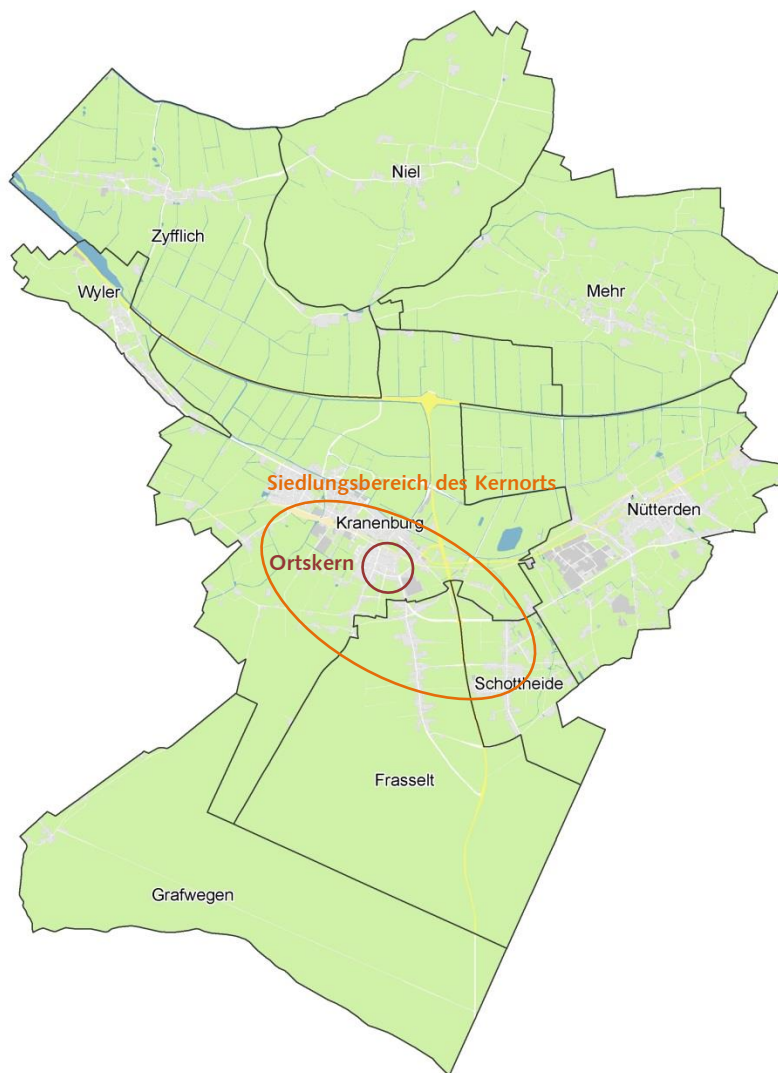 Niel
Zyfflich
Wyler
Mehr
Siedlungsbereich des Kernorts
Nütterden
Kranenburg
Ortskern
Schottheide
Frasselt
Grafwegen